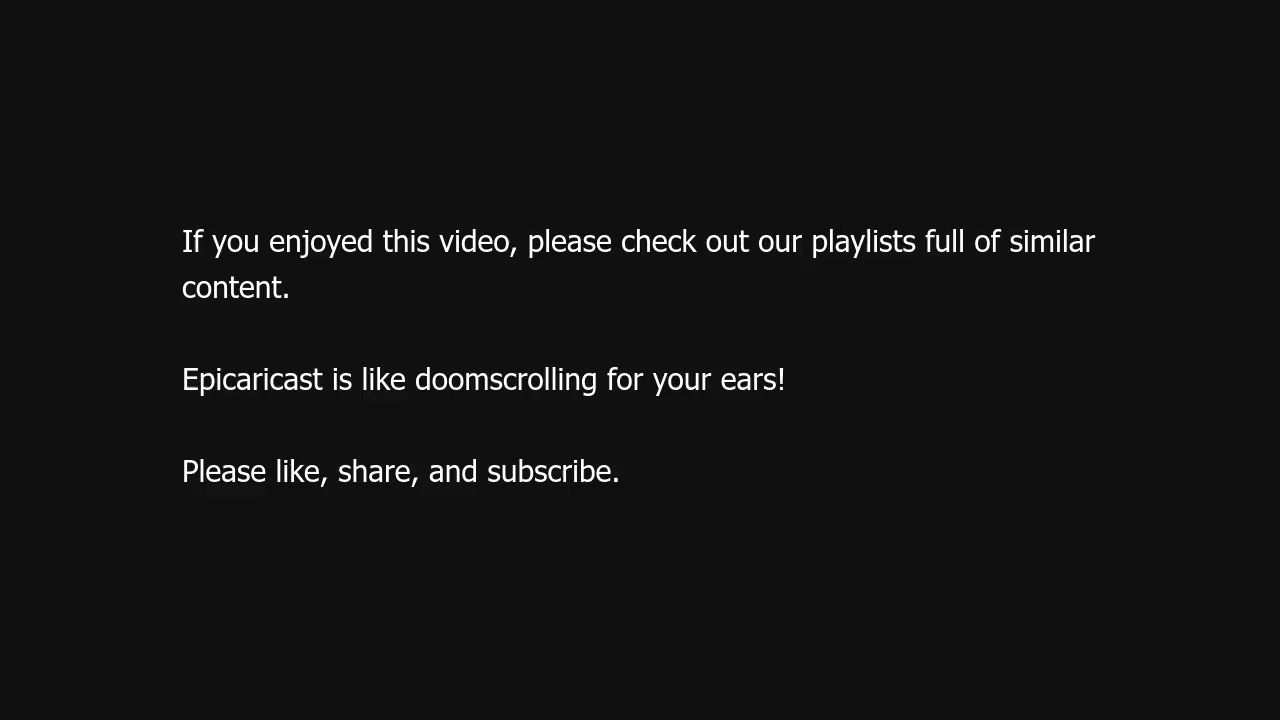 If you enjoyed this video, please check out our playlists full of similar
content.
Epicaricast is like doomscrolling for your ears!
Please like, share, and subscribe.